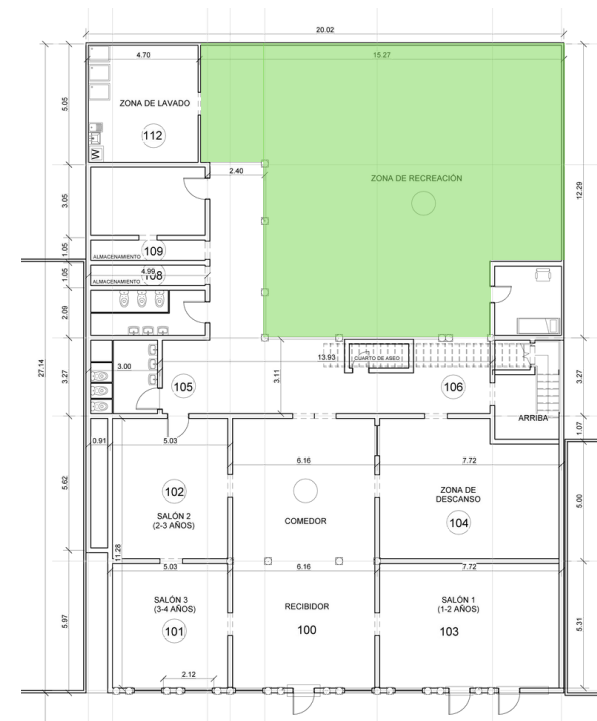 20.02
4.70
15.27
5.05
ZONA DE LAVADO
112
W
2.40
ZONA DE RECREACIÓN
12.29
3.05
1.05
109
ALMACENAMIENTO
1.05
4.99
108
ALMACENAMIENTO
2.09
27.14
3.27
3.00
105
3.11
13.93
CUARTO DE ASEO
106
3.27
ARRIBA
1.07
0.91
5.03
6.16
7.72
5.62
102
SALÓN 2
(2-3 AÑOS)
COMEDOR
ZONA DE
DESCANSO
104
5.00
11.28
5.03
6.16
7.72
5.97
SALÓN 3
(3-4 AÑOS)
101
RECIBIDOR
100
SALÓN 1
(1-2 AÑOS)
103
5.31
2.12